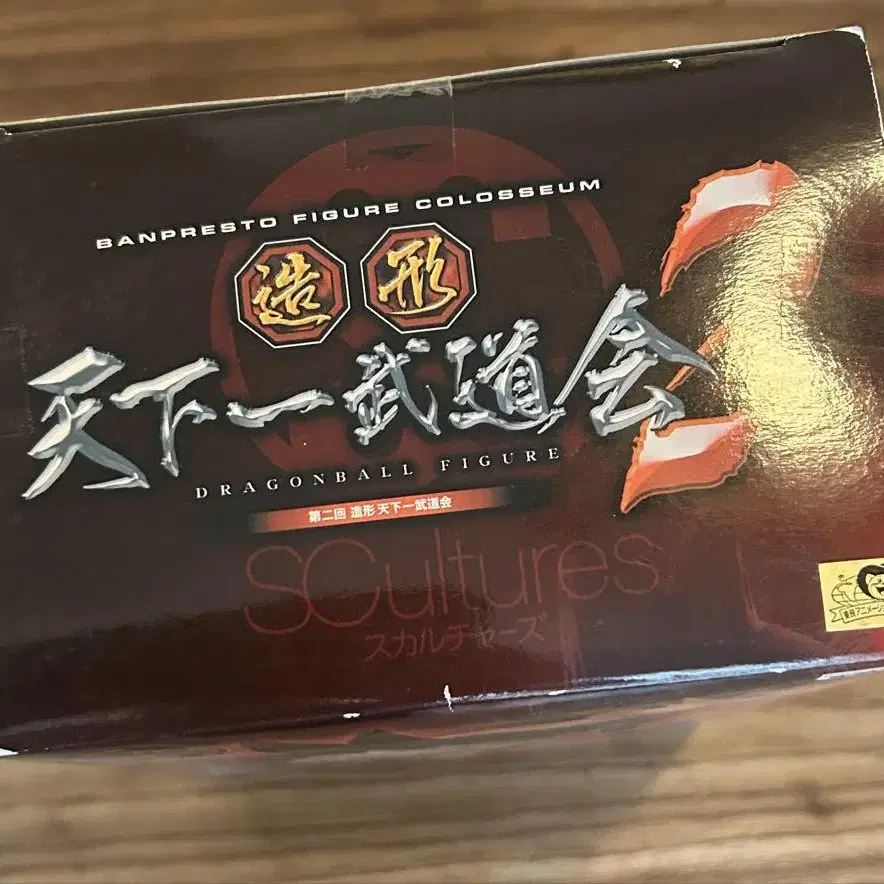 BANPRESTO FIGURE COLOSSEUM
造形
天下一武道会 2
DRAGONBALL FIGURE
第二回 造形 天下一武道会
SCultures
スカルチャーズ